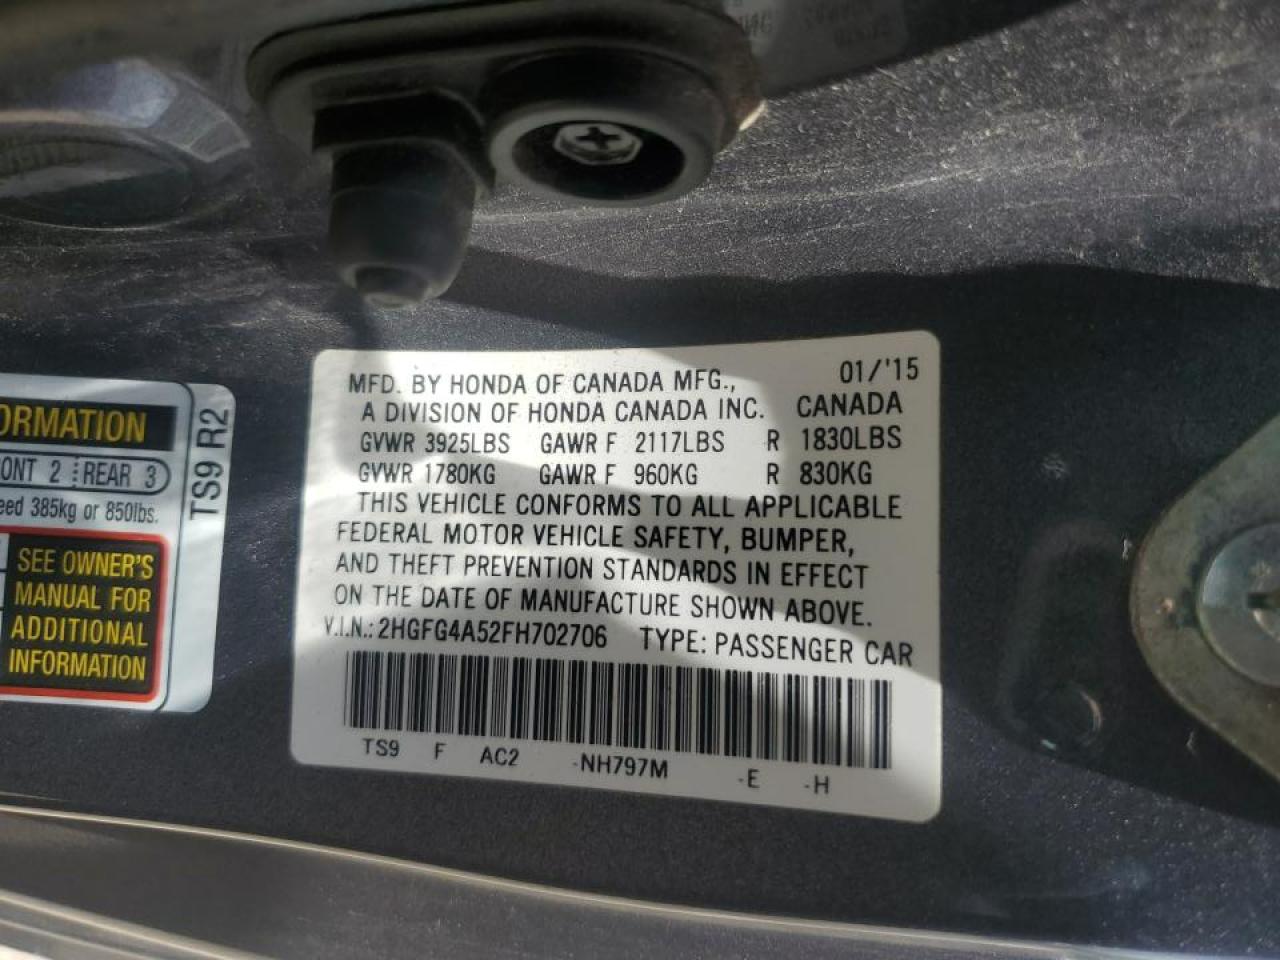 MFD. BY HONDA OF CANADA MFG., 01/'15
A DIVISION OF HONDA CANADA INC. CANADA
GVWR 3925LBS GAWR F 2117LBS R 1830LBS
GVWR 1780KG GAWR F 960KG R 830KG
THIS VEHICLE CONFORMS TO ALL APPLICABLE
FEDERAL MOTOR VEHICLE SAFETY, BUMPER,
AND THEFT PREVENTION STANDARDS IN EFFECT
ON THE DATE OF MANUFACTURE SHOWN ABOVE.
V.I.N.: 2HGFG4A52FH702706 TYPE: PASSENGER CAR
TS9 F AC2 -NH797M -E -H
ORMATION
ONT 2 REAR 3
eed 385kg or 850lbs.
SEE OWNER'S
MANUAL FOR
ADDITIONAL
INFORMATION
TS9 R2